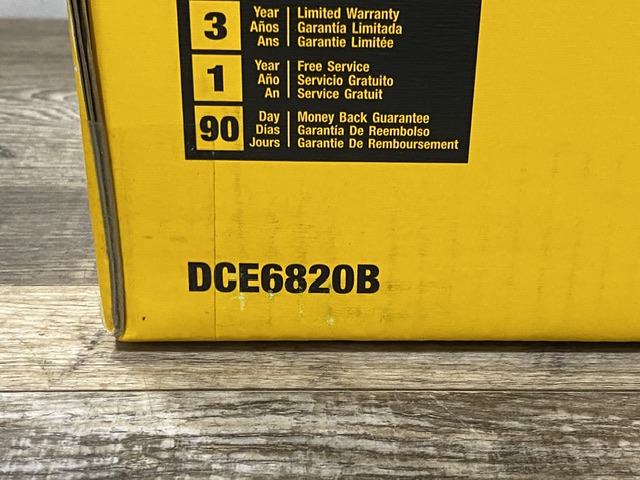 3 Year Limited Warranty
Años Garantía Limitada
Ans Garantie Limitée
1 Year Free Service
Año Servicio Gratuito
An Service Gratuit
90 Day Money Back Guarantee
Días Garantía De Reembolso
Jours Garantie De Remboursement
DCE6820B